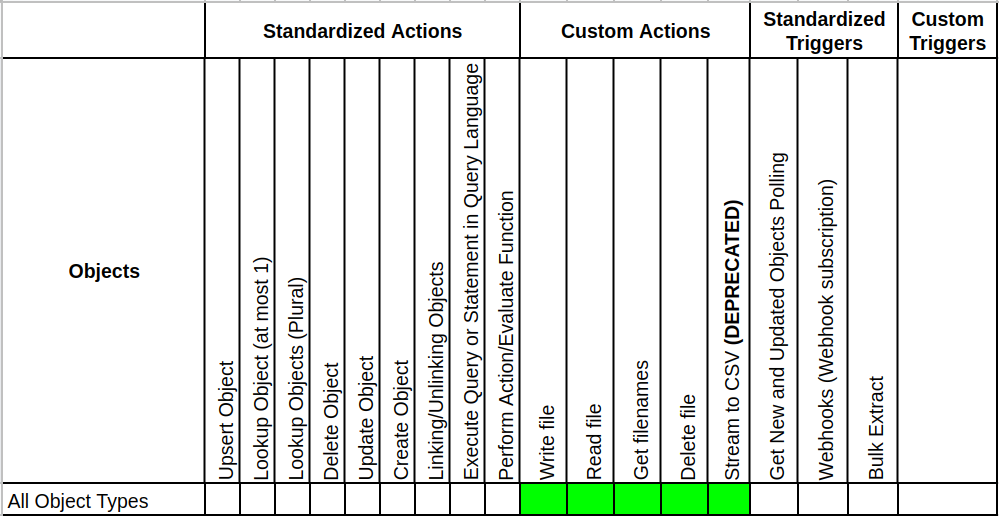 Standardized Actions
Custom Actions
Standardized
Triggers
Custom
Triggers
Objects
Upsert Object
Lookup Object (at most 1)
Lookup Objects (Plural)
Delete Object
Update Object
Create Object
Linking/Unlinking Objects
Execute Query or Statement in Query Language
Perform Action/Evaluate Function
Write file
Read file
Get filenames
Delete file
Stream to CSV (DEPRECATED)
Get New and Updated Objects Polling
Webhooks (Webhook subscription)
Bulk Extract
All Object Types